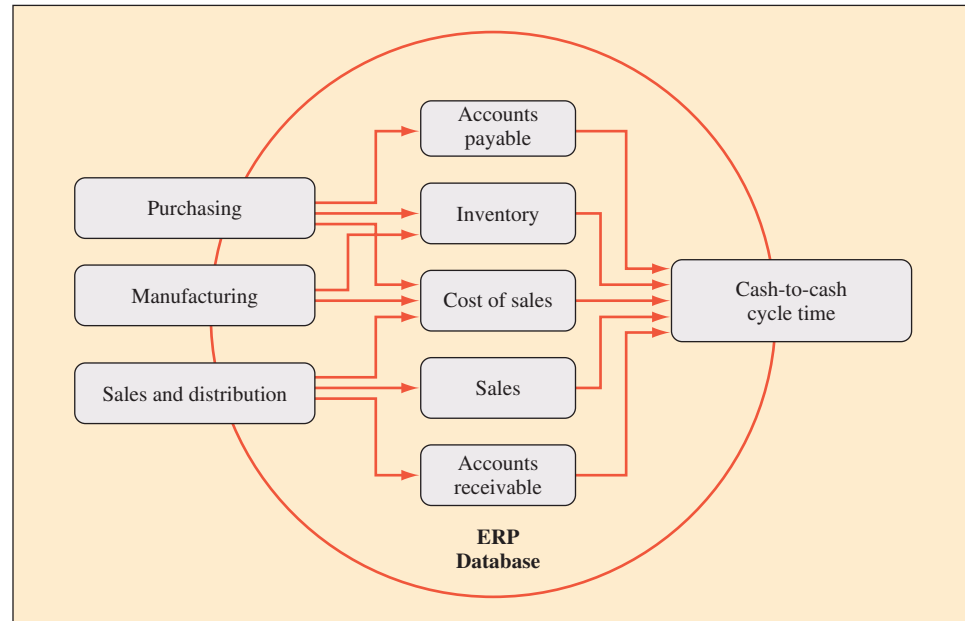 Accounts
payable
Purchasing
Inventory
Manufacturing
Cost of sales
Cash-to-cash
cycle time
Sales and distribution
Sales
Accounts
receivable
ERP
Database